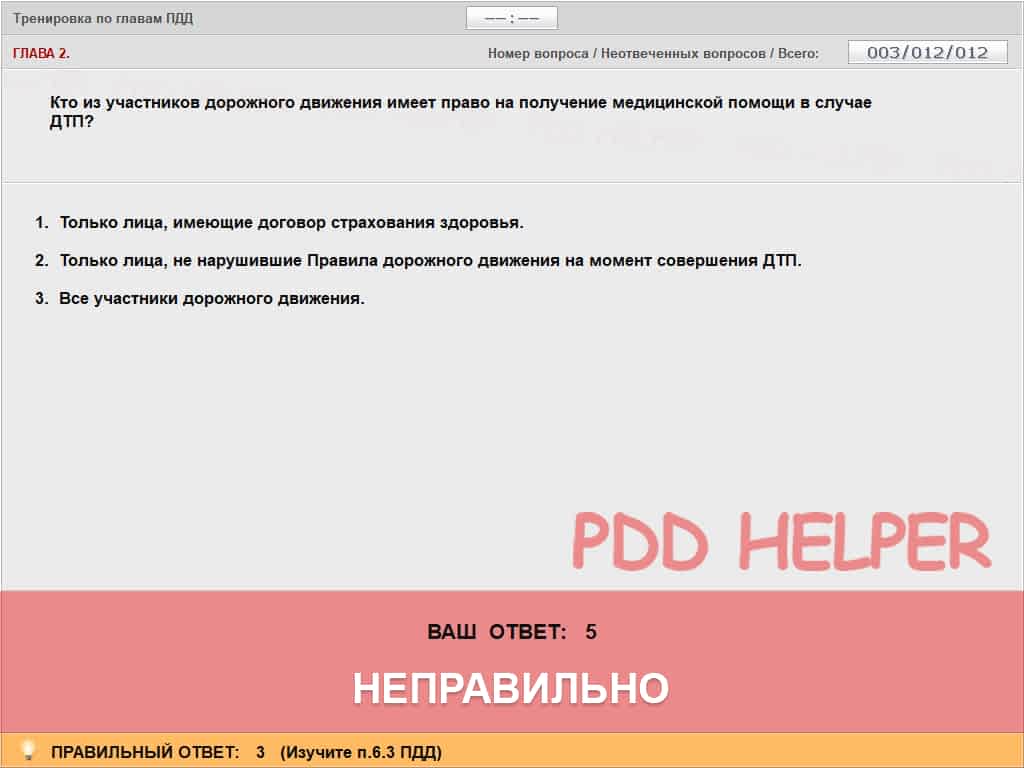 Тренировка по главам ПДД
—— : ——
ГЛАВА 2.
Номер вопроса / Неотвеченных вопросов / Всего:
003/012/012
Кто из участников дорожного движения имеет право на получение медицинской помощи в случае
ДТП?
1. Только лица, имеющие договор страхования здоровья.
2. Только лица, не нарушившие Правила дорожного движения на момент совершения ДТП.
3. Все участники дорожного движения.
PDD HELPER
ВАШ ОТВЕТ: 5
НЕПРАВИЛЬНО
ПРАВИЛЬНЫЙ ОТВЕТ: 3 (Изучите п.6.3 ПДД)